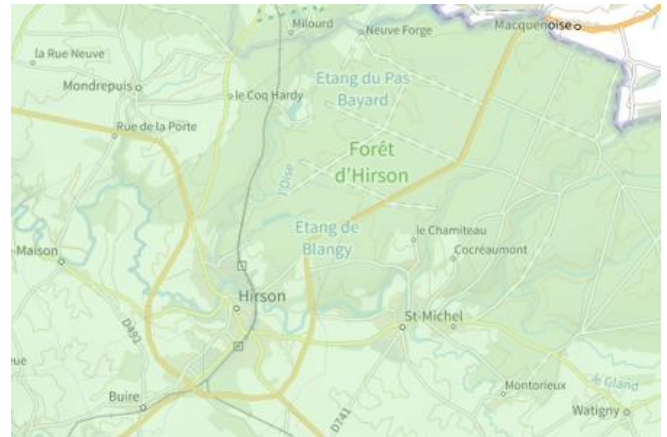 Milourd
Neuve Forge
Macquenoise
la Rue Neuve
Etang du Pas
Bayard
Mondrepuis
le Coq Hardy
Rue de la Porte
Forêt
d'Hirson
l'Oise
Etang de
Blangy
le Chamiteau
Cocréaumont
Maison
Hirson
St-Michel
D491
eue
Buire
D741
Montorieux
le Gland
Watigny